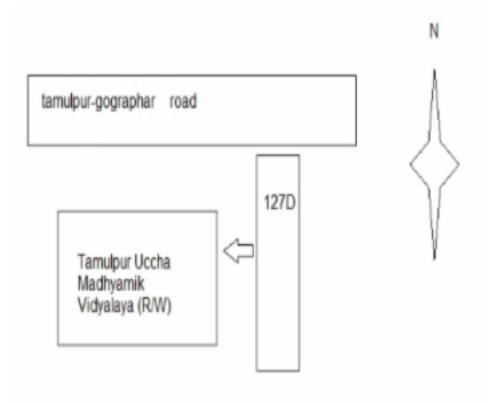 N
tamulpur-gographar road
127D
Tamulpur Uccha
Madhyamik
Vidyalaya (R/W)